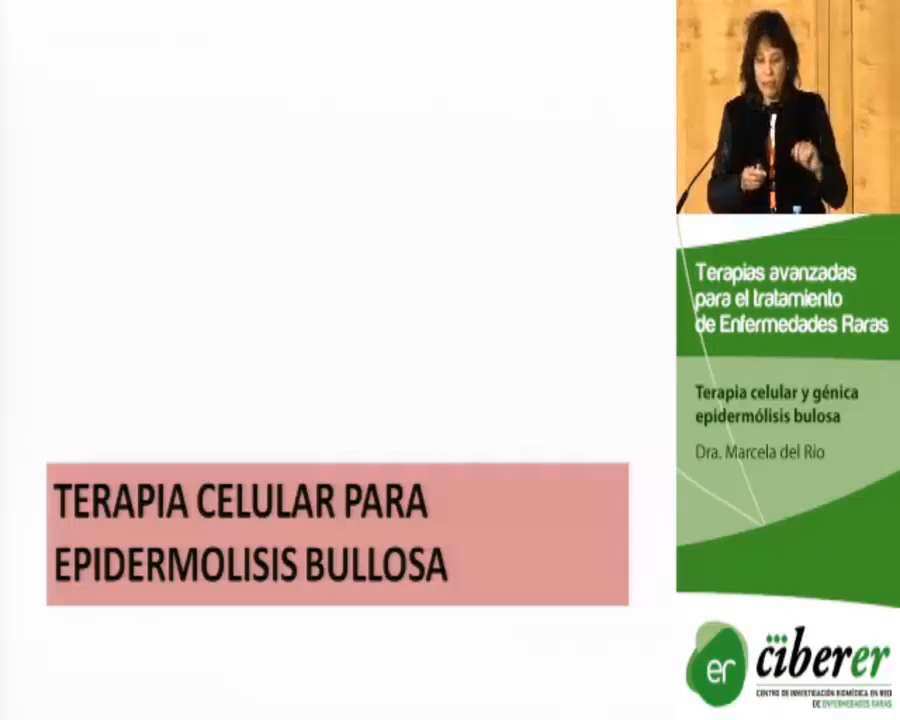 TERAPIA CELULAR PARA
EPIDERMOLISIS BULLOSA
Terapias avanzadas
para el tratamiento
de Enfermedades Raras
Terapia celular y génica
epidermólisis bulosa
Dra. Marcela del Río
er
ciberer
CENTRO DE INVESTIGACIÓN BIOMÉDICA EN RED
DE ENFERMEDADES RARAS